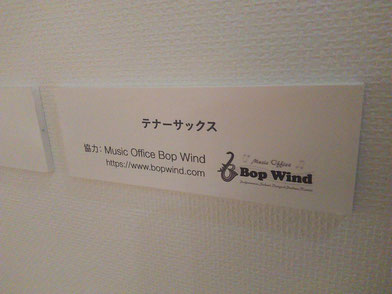 テナーサックス
協力: Music Office Bop Wind
https://www.bopwind.com
Music Office
Bop Wind